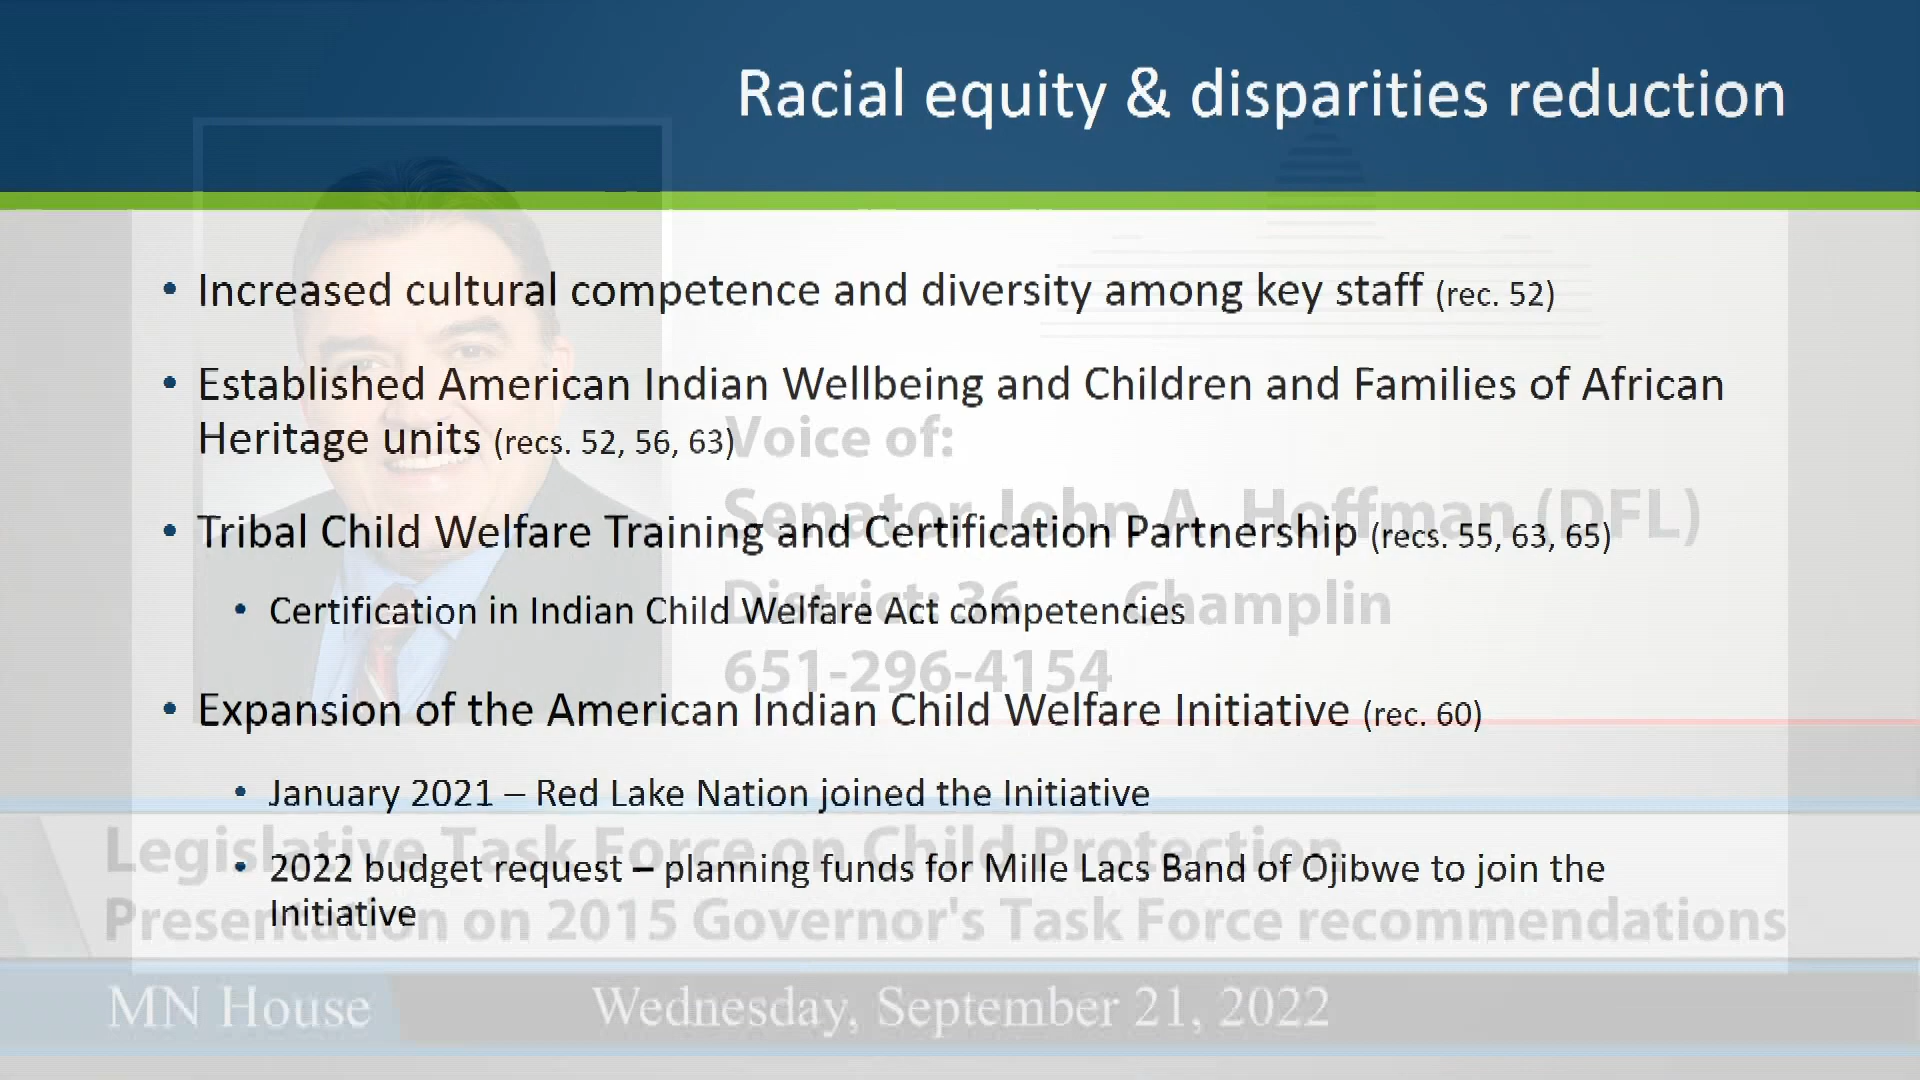 Racial equity & disparities reduction
• Increased cultural competence and diversity among key staff (rec. 52)
• Established American Indian Wellbeing and Children and Families of African
Heritage units (recs. 52, 56, 63)
Voice of:
Senator John A. Hoffman (DFL)
• Tribal Child Welfare Training and Certification Partnership (recs. 55, 63, 65)
District: 36 Champlin
• Certification in Indian Child Welfare Act competencies
651-296-4154
• Expansion of the American Indian Child Welfare Initiative (rec. 60)
• January 2021 – Red Lake Nation joined the Initiative
Legislative Task Force on Child Protection
• 2022 budget request – planning funds for Mille Lacs Band of Ojibwe to join the
Initiative
Presentation on 2015 Governor's Task Force recommendations
MN House Wednesday, September 21, 2022